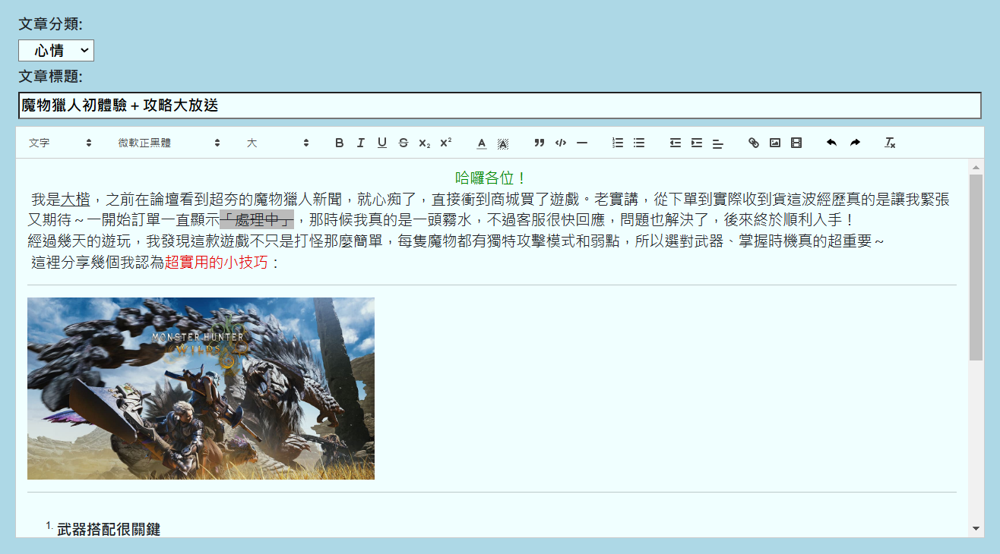 文章分類:
心情
文章標題:
魔物獵人初體驗 + 攻略大放送
文字 微軟正黑體 大 B I U S X₂ X² A A
哈囉各位！
我是大楷，之前在論壇看到超夯的魔物獵人新聞，就心痴了，直接衝到商城買了遊戲。老實講，從下單到實際收到貨這波經歷真的是讓我緊張
又期待～一開始訂單一直顯示「處理中」，那時候我真的是一頭霧水，不過客服很快回應，問題也解決了，後來終於順利入手！
經過幾天的遊玩，我發現這款遊戲不只是打怪那麼簡單，每隻魔物都有獨特攻擊模式和弱點，所以選對武器、掌握時機真的超重要～
這裡分享幾個我認為超實用的小技巧：
MONSTER HUNTER
WILDS
1. 武器搭配很關鍵